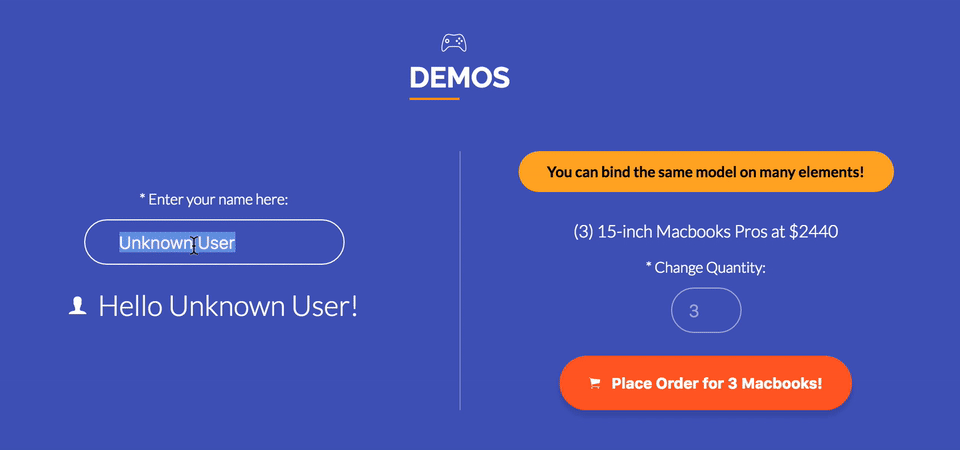 DEMOS
* Enter your name here:
Unknown User
Hello Unknown User!
You can bind the same model on many elements!
(3) 15-inch Macbooks Pros at $2440
* Change Quantity:
3
Place Order for 3 Macbooks!